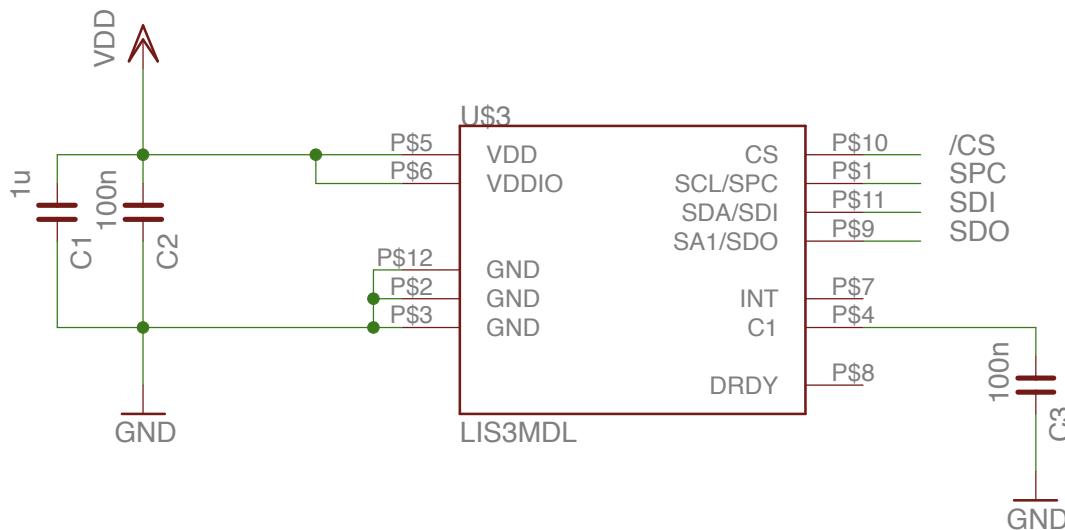 VDD
U$3
P$5 VDD CS P$10 /CS
P$6 VDDIO SCL/SPC P$1 SPC
SDA/SDI P$11 SDI
SA1/SDO P$9 SDO
1u C1
100n C2
P$12 GND
P$2 GND INT P$7
P$3 GND C1 P$4
DRDY P$8
100n C3
GND
LIS3MDL
GND